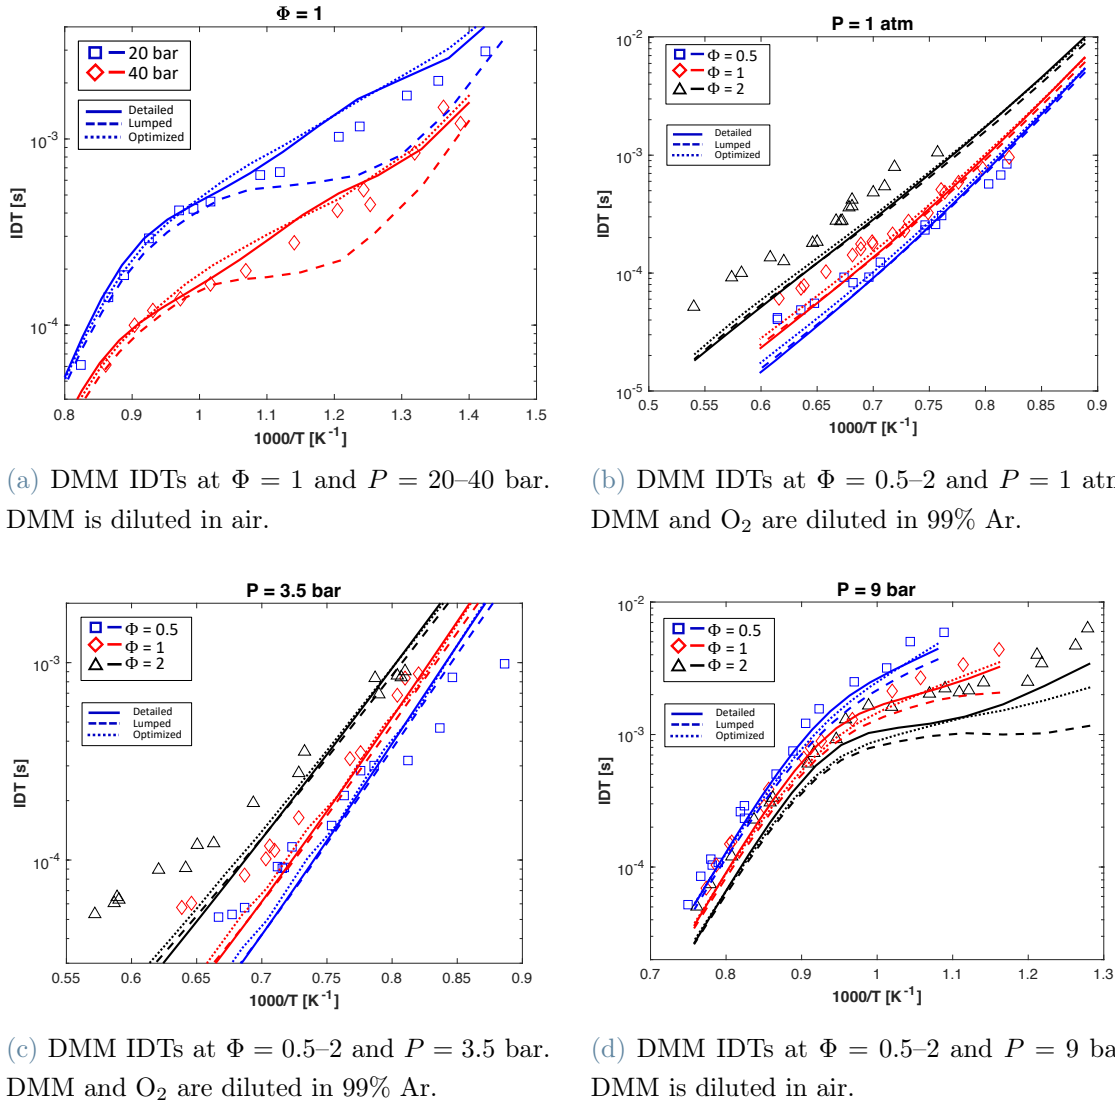 Φ = 1
20 bar
40 bar
Detailed
Lumped
Optimized
10⁻³
10⁻⁴
IDT [s]
0.8 0.9 1 1.1 1.2 1.3 1.4 1.5
1000/T [K⁻¹]
(a) DMM IDTs at Φ = 1 and P = 20–40 bar.
DMM is diluted in air.
P = 1 atm
Φ = 0.5
Φ = 1
Φ = 2
Detailed
Lumped
Optimized
10⁻²
10⁻³
10⁻⁴
10⁻⁵
IDT [s]
0.5 0.55 0.6 0.65 0.7 0.75 0.8 0.85 0.9
1000/T [K⁻¹]
(b) DMM IDTs at Φ = 0.5–2 and P = 1 atm
DMM and O₂ are diluted in 99% Ar.
P = 3.5 bar
Φ = 0.5
Φ = 1
Φ = 2
Detailed
Lumped
Optimized
10⁻³
10⁻⁴
IDT [s]
0.55 0.6 0.65 0.7 0.75 0.8 0.85 0.9
1000/T [K⁻¹]
(c) DMM IDTs at Φ = 0.5–2 and P = 3.5 bar.
DMM and O₂ are diluted in 99% Ar.
P = 9 bar
Φ = 0.5
Φ = 1
Φ = 2
Detailed
Lumped
Optimized
10⁻²
10⁻³
10⁻⁴
IDT [s]
0.7 0.8 0.9 1 1.1 1.2 1.3
1000/T [K⁻¹]
(d) DMM IDTs at Φ = 0.5–2 and P = 9 ba
DMM is diluted in air.